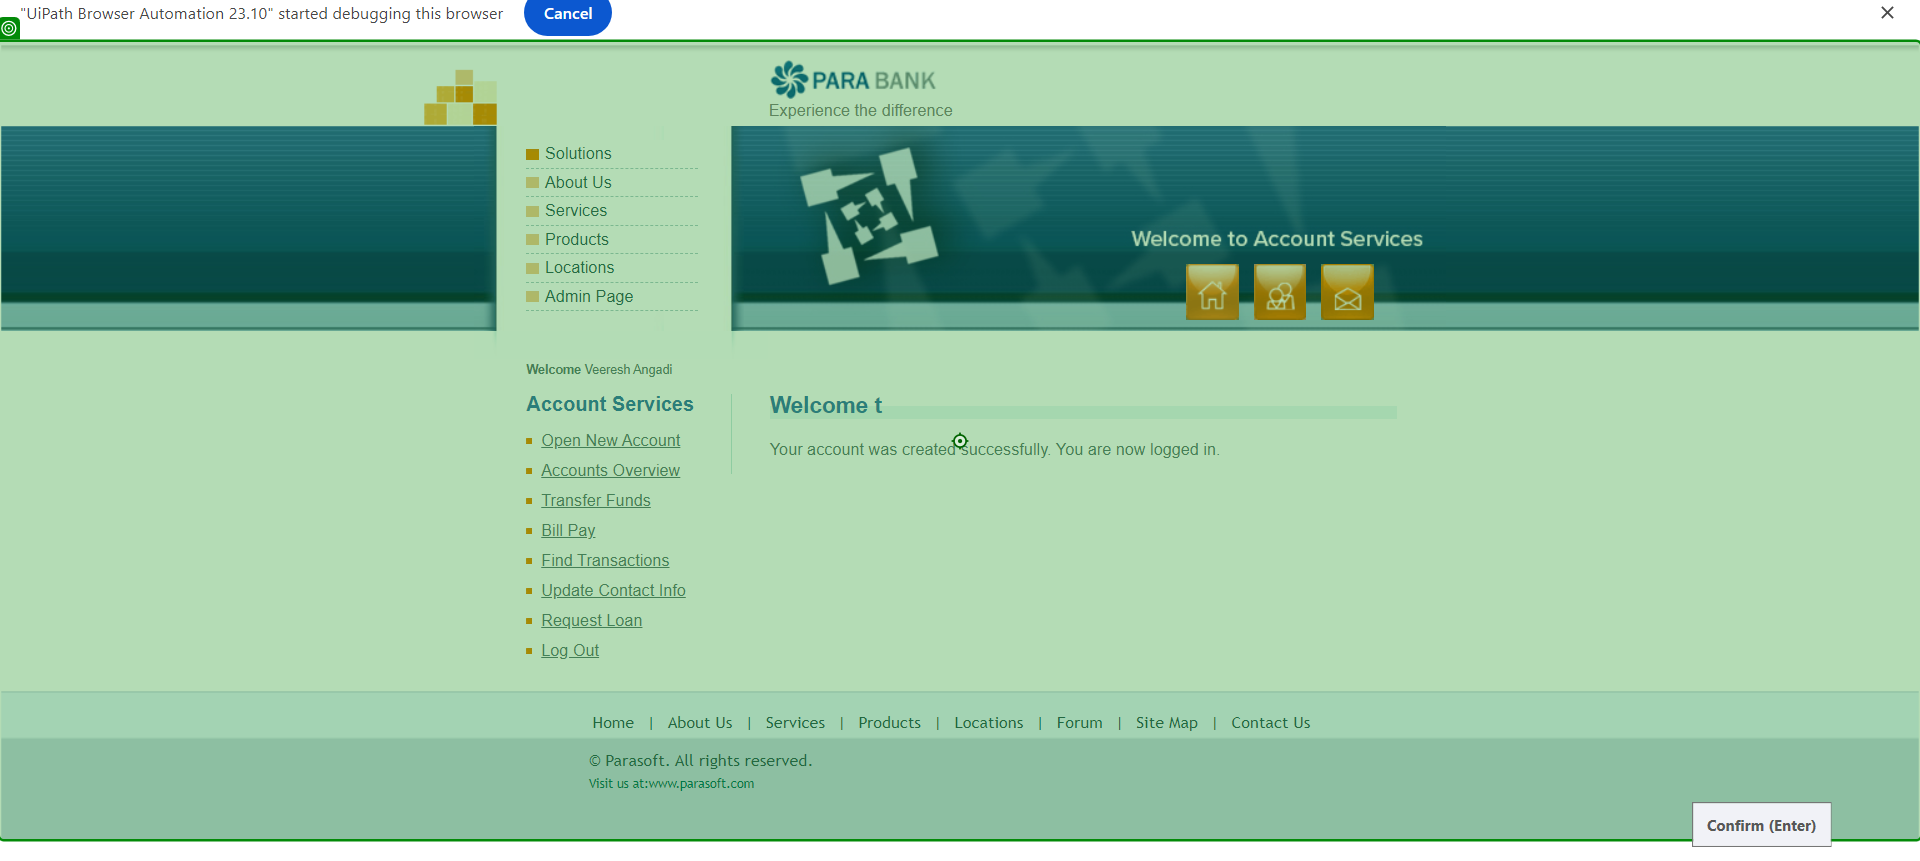 "UiPath Browser Automation 23.10" started debugging this browser
Cancel
PARA BANK
Experience the difference
Solutions
About Us
Services
Products
Locations
Admin Page
Welcome to Account Services
Welcome Veeresh Angadi
Account Services
Open New Account
Accounts Overview
Transfer Funds
Bill Pay
Find Transactions
Update Contact Info
Request Loan
Log Out
Welcome t
Your account was created successfully. You are now logged in.
Home | About Us | Services | Products | Locations | Forum | Site Map | Contact Us
© Parasoft. All rights reserved.
Visit us at:www.parasoft.com
Confirm (Enter)